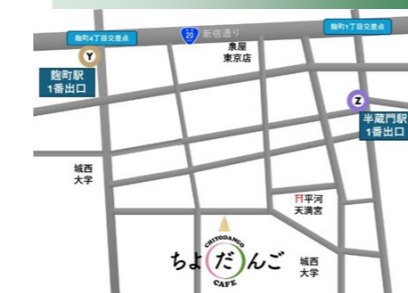 麴町4丁目交差点
20
新宿通り
麴町1丁目交差点
泉屋
東京店
Y
麴町駅
1番出口
Z
半蔵門駅
1番出口
城西
大学
平河
天満宮
CHIYODANGO
ちよだんご
CAFE
城西
大学